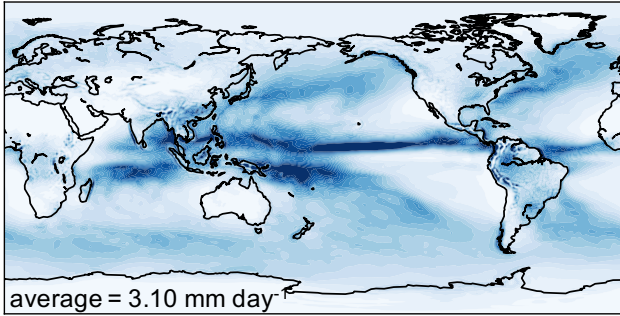 average = 3.10 mm day⁻¹